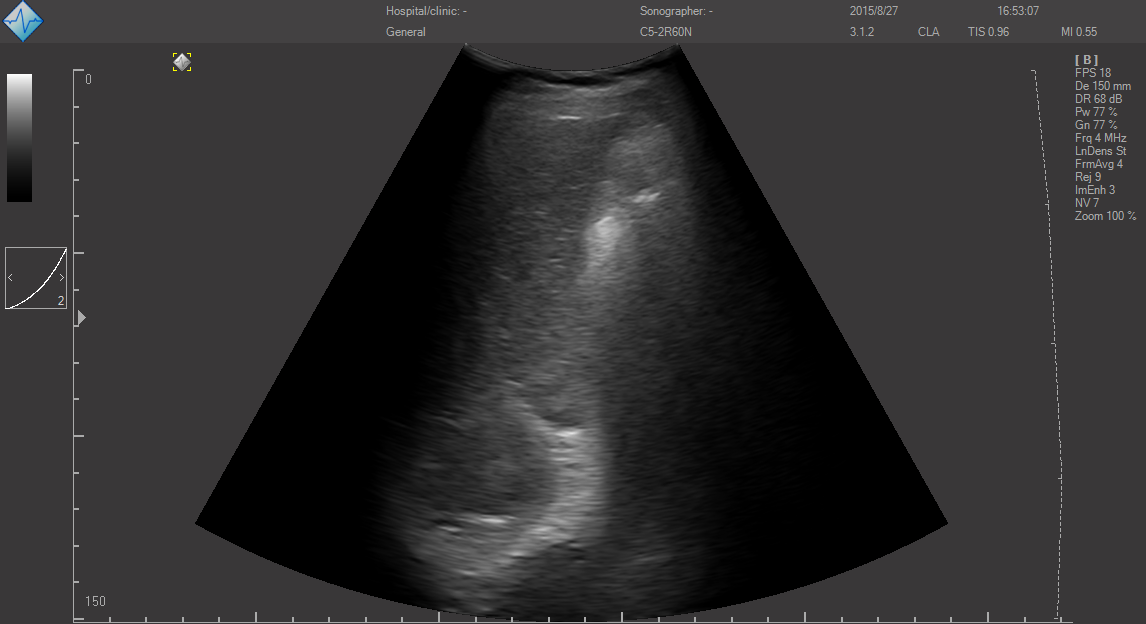 Hospital/clinic: -
Sonographer: -
2015/8/27
16:53:07
General
C5-2R60N
3.1.2
CLA
TIS 0.96
MI 0.55
[ B ]
FPS 18
De 150 mm
DR 68 dB
Pw 77 %
Gn 77 %
Frq 4 MHz
LnDens St
FrmAvg 4
Rej 9
ImEnh 3
NV 7
Zoom 100 %
0
2
150